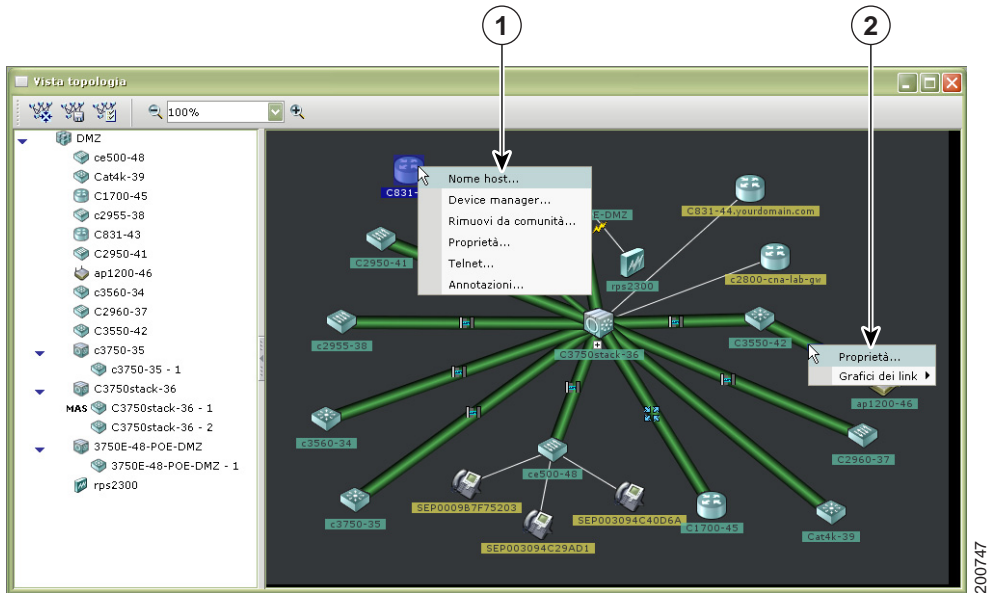 1
2
Vista topologia
100%
DMZ
ce500-48
Cat4k-39
C1700-45
c2955-38
C831-43
C2950-41
ap1200-46
c3560-34
C2960-37
C3550-42
c3750-35
c3750-35 - 1
C3750stack-36
MAS C3750stack-36 - 1
C3750stack-36 - 2
3750E-48-POE-DMZ
3750E-48-POE-DMZ - 1
rps2300
C831-
Nome host...
Device manager...
Rimuovi da comunità...
Proprietà...
Telnet...
Annotazioni...
E-DMZ
C831-44.yourdomain.com
C2950-41
rps2300
c2800-cna-lab-gw
c2955-38
C3750stack-36
C3550-42
Proprietà...
Grafici dei link
ap1200-46
c3560-34
C2960-37
ce500-48
SEP0009B7F75203
SEP003094C40D6A
SEP003094C29AD1
c3750-35
C1700-45
Cat4k-39
200747